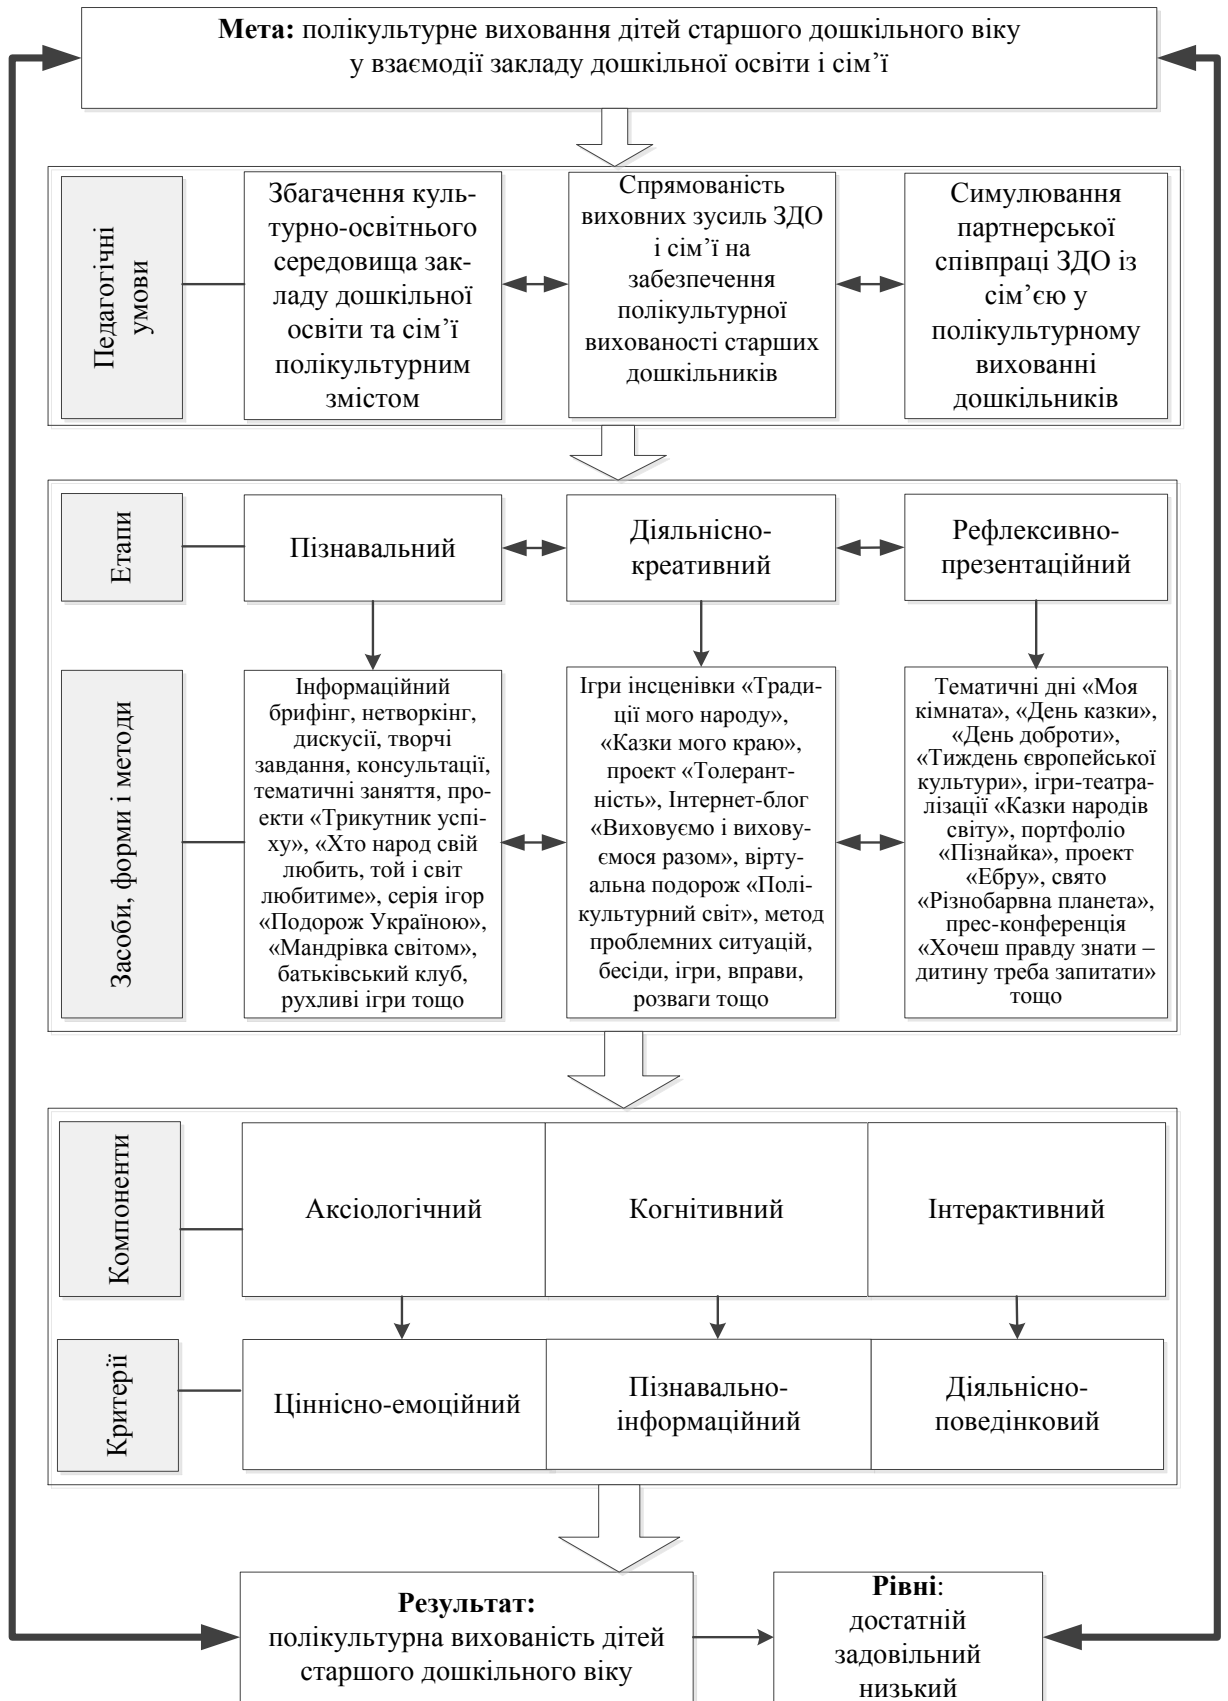 Мета: полікультурне виховання дітей старшого дошкільного віку
у взаємодії закладу дошкільної освіти і сім’ї
Педагогічні
умови
Збагачення куль-
турно-освітнього
середовища зак-
ладу дошкільної
освіти та сім’ї
полікультурним
змістом
Спрямованість
виховних зусиль ЗДО
і сім’ї на
забезпечення
полікультурної
вихованості старших
дошкільників
Симулювання
партнерської
співпраці ЗДО із
сім’єю у
полікультурному
вихованні
дошкільників
Етапи
Пізнавальний
Діяльнісно-
креативний
Рефлексивно-
презентаційний
Засоби, форми і методи
Інформаційний
брифінг, нетворкінг,
дискусії, творчі
завдання, консультації,
тематичні заняття, про-
екти «Трикутник успі-
ху», «Хто народ свій
любить, той і світ
любитиме», серія ігор
«Подорож Україною»,
«Мандрівка світом»,
батьківський клуб,
рухливі ігри тощо
Ігри інсценівки «Тради-
ції мого народу»,
«Казки мого краю»,
проект «Толерант-
ність», Інтернет-блог
«Виховуємо і вихову-
ємося разом», вірту-
альна подорож «Полі-
культурний світ», метод
проблемних ситуацій,
бесіди, ігри, вправи,
розваги тощо
Тематичні дні «Моя
кімната», «День казки»,
«День доброти»,
«Тиждень європейської
культури», ігри-театра-
лізації «Казки народів
світу», портфоліо
«Пізнайка», проект
«Ебру», свято
«Різнобарвна планета»,
прес-конференція
«Хочеш правду знати –
дитину треба запитати»
тощо
Компоненти
Аксіологічний
Когнітивний
Інтерактивний
Критерії
Ціннісно-емоційний
Пізнавально-
інформаційний
Діяльнісно-
поведінковий
Результат:
полікультурна вихованість дітей
старшого дошкільного віку
Рівні:
достатній
задовільний
низький